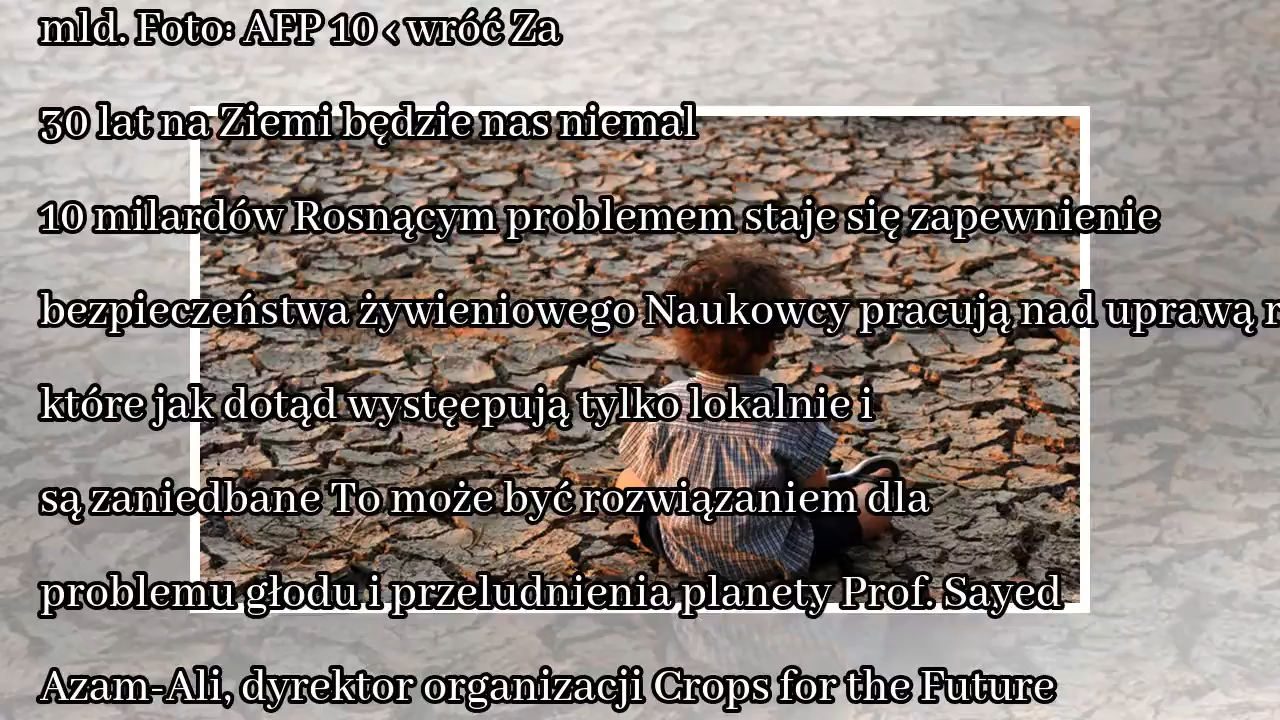 mld. Foto: AFP 10 ‹ wróć Za
30 lat na Ziemi będzie nas niemal
10 milardów Rosnącym problemem staje się zapewnienie
bezpieczeństwa żywieniowego Naukowcy pracują nad uprawą
które jak dotąd wystęepują tylko lokalnie i
są zaniedbane To może być rozwiązaniem dla
problemu głodu i przeludnienia planety Prof. Sayed
Azam-Ali, dyrektor organizacji Crops for the Future